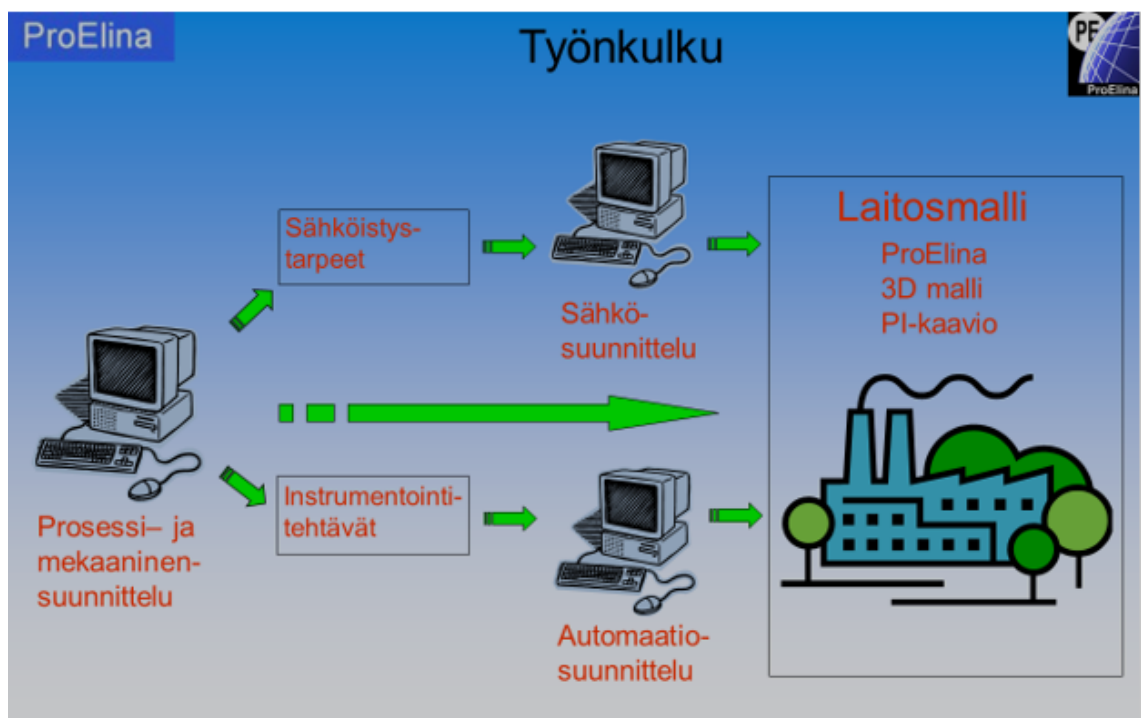 ProElina
Työnkulku
PE
ProElina
Sähköistys-
tarpeet
Sähkö-
suunnittelu
Laitosmalli
ProElina
3D malli
PI-kaavio
Prosessi– ja
mekaaninen-
suunnittelu
Instrumentointi-
tehtävät
Automaatio-
suunnittelu